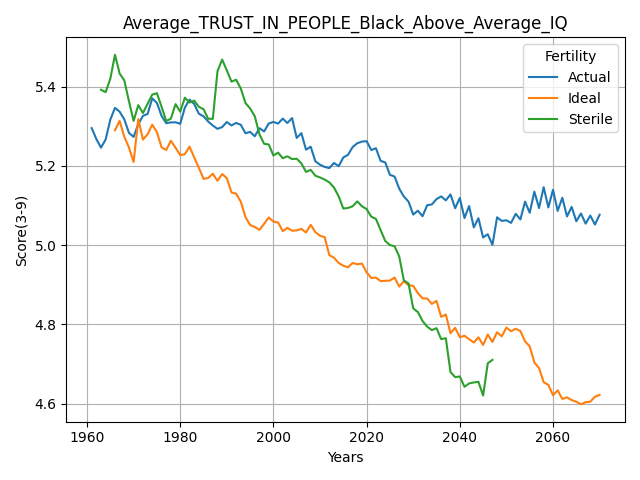 Average_TRUST_IN_PEOPLE_Black_Above_Average_IQ
Fertility
Actual
Ideal
Sterile
Score(3-9)
5.4
5.2
5.0
4.8
4.6
1960 1980 2000 2020 2040 2060
Years